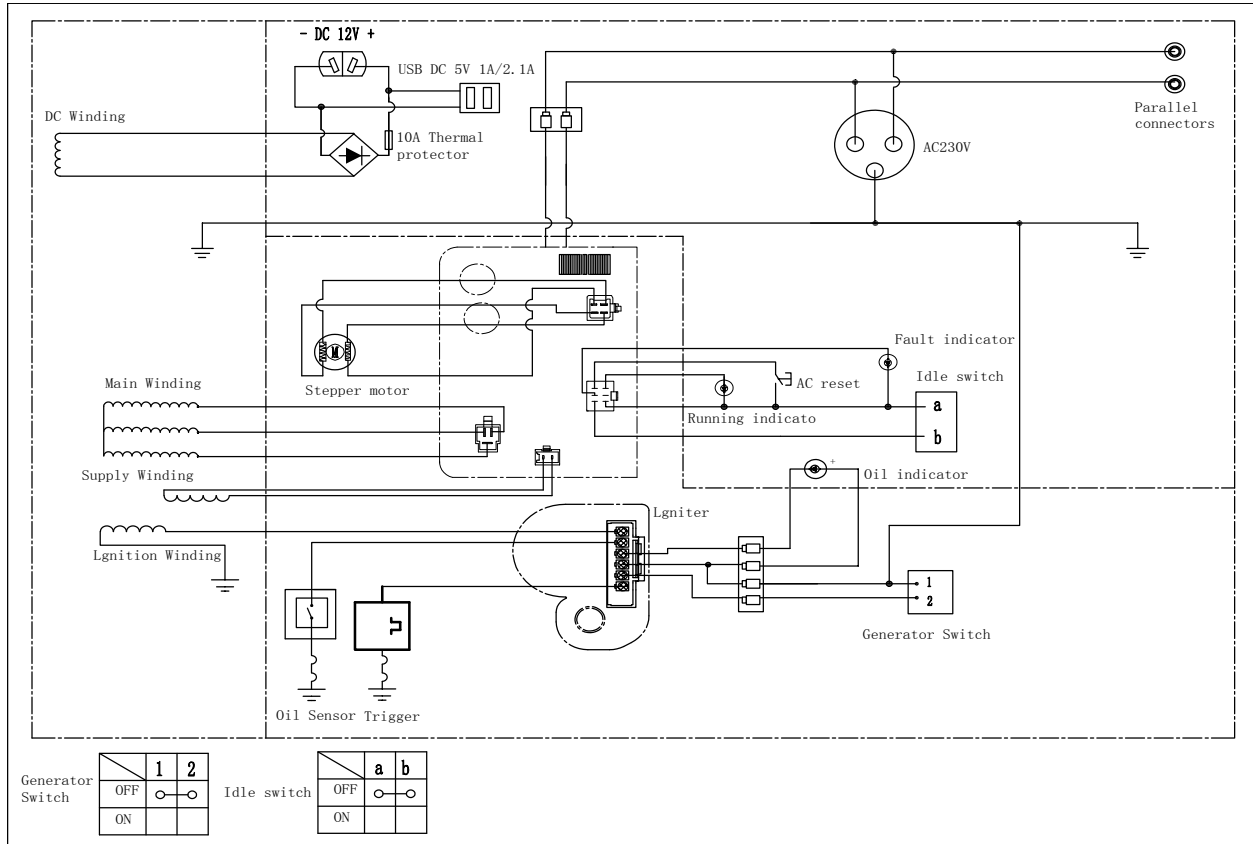 - DC 12V +
USB DC 5V 1A/2.1A
DC Winding
10A Thermal
protector
AC230V
Parallel
connectors
Fault indicator
Idle switch
a
b
AC reset
Running indicato
Stepper motor
M
Main Winding
Supply Winding
Oil indicator
+
Lgniter
Lgnition Winding
1
2
Generator Switch
Oil Sensor
Trigger
Generator
Switch
1 2
OFF
ON
Idle switch
a b
OFF
ON